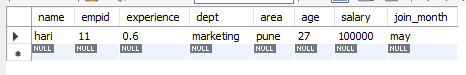 name empid experience dept area age salary join_month
hari 11 0.6 marketing pune 27 100000 may
NULL NULL NULL NULL NULL NULL NULL NULL